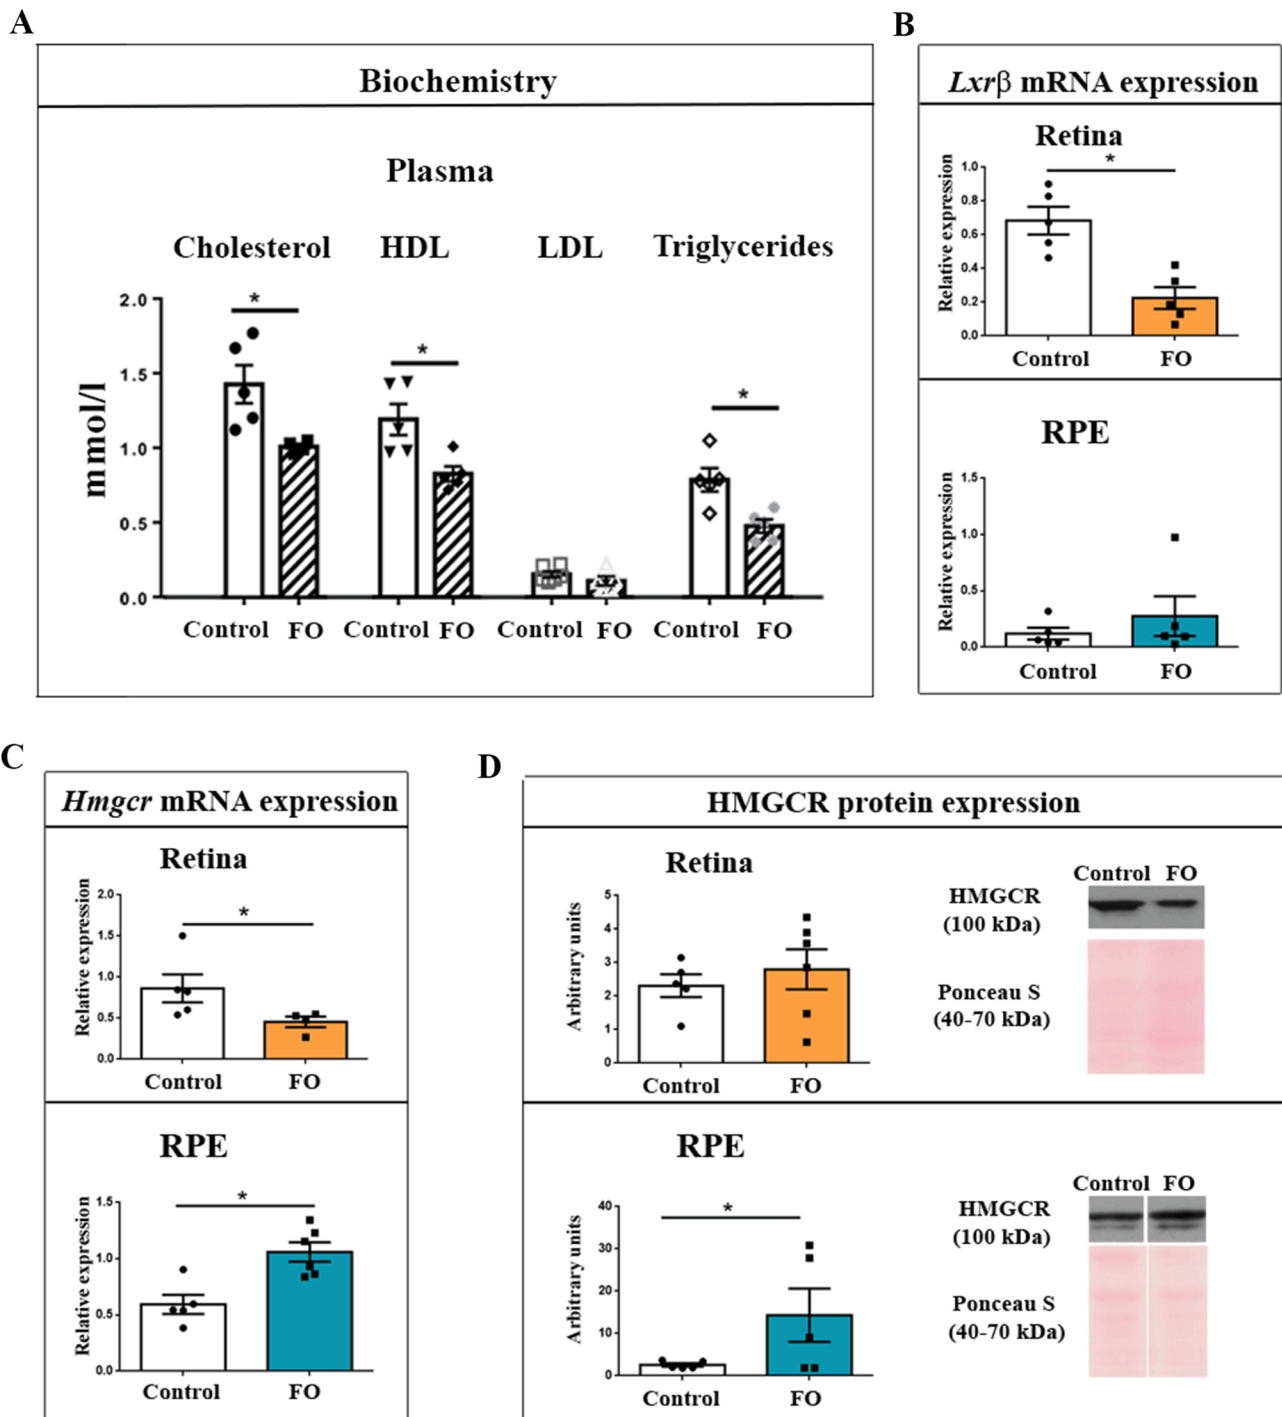 A
Biochemistry
Plasma
Cholesterol HDL LDL Triglycerides
*
*
*
mmol/l
2.0
1.5
1.0
0.5
0.0
Control FO Control FO Control FO Control FO
B
Lxrβ mRNA expression
Retina
*
Relative expression
1.0
0.8
0.6
0.4
0.2
0.0
Control FO
RPE
Relative expression
1.5
1.0
0.5
0.0
Control FO
C
Hmgcr mRNA expression
Retina
*
Relative expression
2.0
1.5
1.0
0.5
0.0
Control FO
RPE
*
Relative expression
1.5
1.0
0.5
0.0
Control FO
D
HMGCR protein expression
Retina
Arbitrary units
5
4
3
2
1
0
Control FO
Control FO
HMGCR
(100 kDa)
Ponceau S
(40-70 kDa)
RPE
*
Arbitrary units
40
30
20
10
0
Control FO
Control FO
HMGCR
(100 kDa)
Ponceau S
(40-70 kDa)